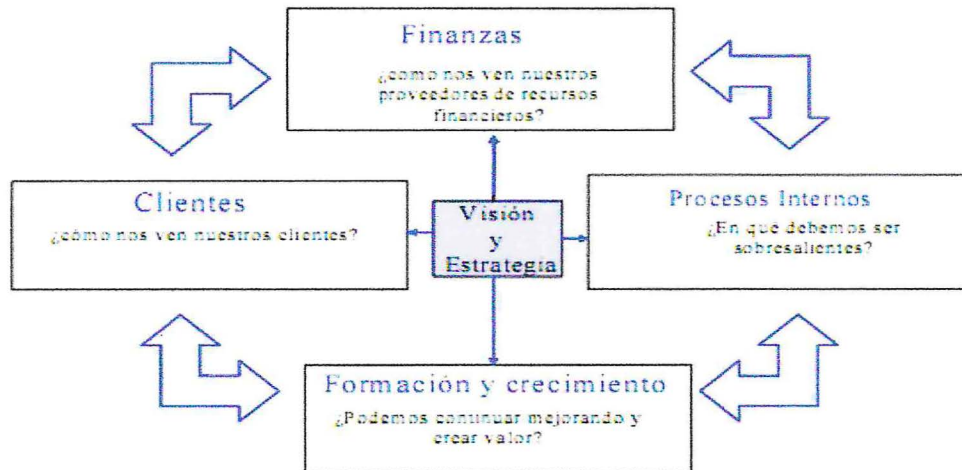 Finanzas
¿como nos ven nuestros
proveedores de recursos
financieros?
Clientes
¿cómo nos ven nuestros clientes?
Visión
y
Estrategia
Procesos Internos
¿En qué debemos ser
sobresalientes?
Formación y crecimiento
¿Podemos continuar mejorando y
crear valor?